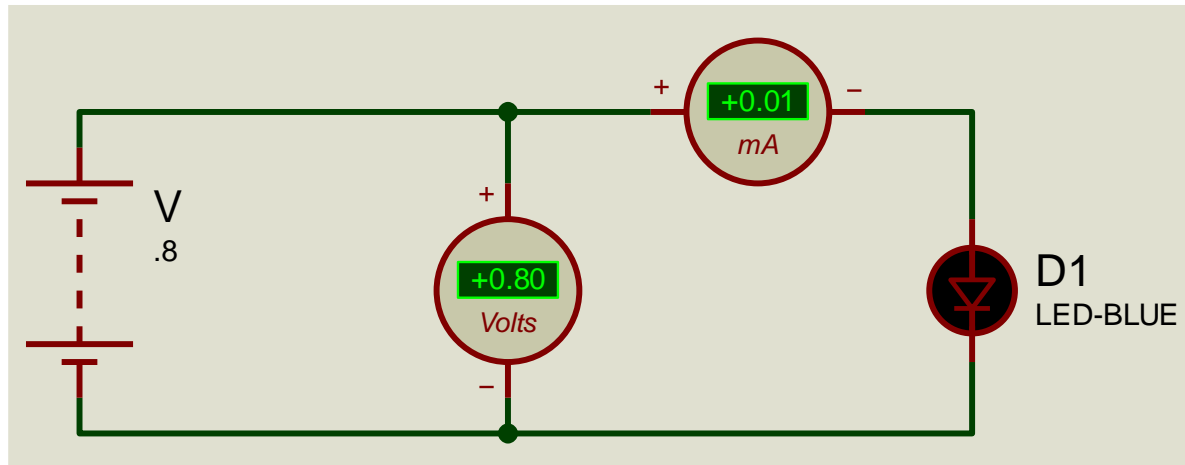 + +0.01 −
mA
V
.8
+
+0.80
Volts
−
D1
LED-BLUE